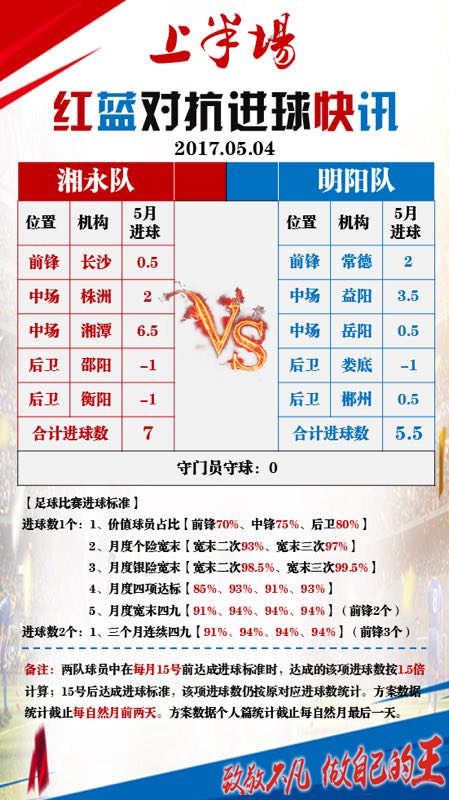 上半場
红蓝对抗进球快讯
2017.05.04
湘永队 明阳队
位置 机构 5月进球 位置 机构 5月进球
前锋 长沙 0.5 前锋 常德 2
中场 株洲 2 中场 益阳 3.5
中场 湘潭 6.5 中场 岳阳 0.5
后卫 邵阳 -1 后卫 娄底 -1
后卫 衡阳 -1 后卫 郴州 0.5
合计进球数 7 合计进球数 5.5
VS
守门员守球：0
【足球比赛进球标准】
进球数1个：1、价值球员占比【前锋70%、中锋75%、后卫80%】
2、月度个险宽末【宽末二次93%、宽末三次97%】
3、月度银险宽末【宽末二次98.5%、宽末三次99.5%】
4、月度四项达标【85%、93%、91%、93%】
5、月度宽末四九【91%、94%、94%、94%】（前锋2个）
进球数2个：1、三个月连续四九【91%、94%、94%、94%】（前锋3个）
备注：两队球员中在每月15号前达成进球标准时，达成的该项进球数按1.5倍
计算；15号后达成进球标准，该项进球数仍按原对应进球数统计。方案数据
统计截止每自然月前两天。方案数据个人篇统计截止每自然月最后一天。
致敬不凡 做自己的王